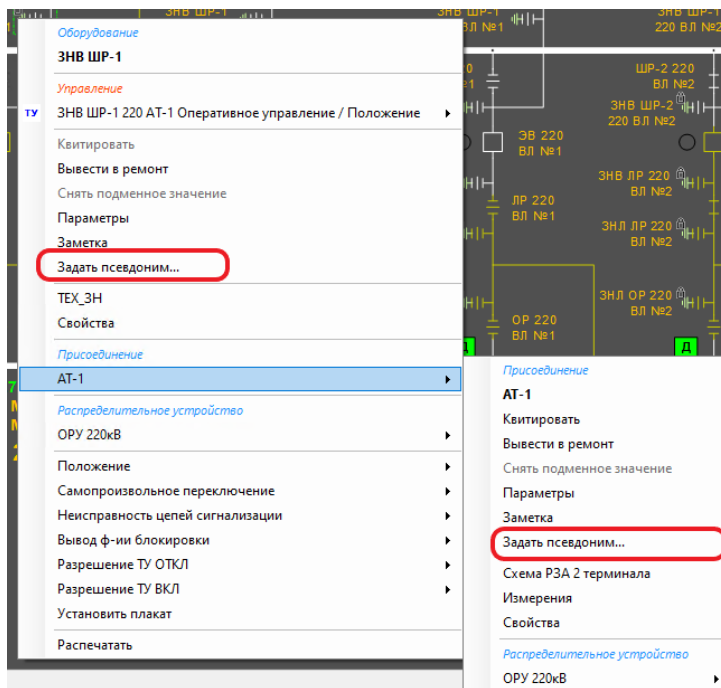 ЗНВ ШР-1
ВЛ №1
ЗНВ ШР-1
220 ВЛ №2
Оборудование
ЗНВ ШР-1
Управление
ТУ
ЗНВ ШР-1 220 АТ-1 Оперативное управление / Положение
Квитировать
Вывести в ремонт
Снять подменное значение
Параметры
Заметка
Задать псевдоним...
ТЕХ_ЗН
Свойства
Присоединение
АТ-1
Распределительное устройство
ОРУ 220кВ
Положение
Самопроизвольное переключение
Неисправность цепей сигнализации
Вывод ф-ии блокировки
Разрешение ТУ ОТКЛ
Разрешение ТУ ВКЛ
Установить плакат
Распечатать
ШР-2 220
ВЛ №2
ЗНВ ШР-2
220 ВЛ №2
ЭВ 220
ВЛ №1
ЗНВ ЛР 220
ВЛ №2
ЛР 220
ВЛ №1
ЗНЛ ЛР 220
ВЛ №2
ЗНЛ ОР 220
ВЛ №2
ОР 220
ВЛ №1
Д
Присоединение
АТ-1
Квитировать
Вывести в ремонт
Снять подменное значение
Параметры
Заметка
Задать псевдоним...
Схема РЗА 2 терминала
Измерения
Свойства
Распределительное устройство
ОРУ 220кВ